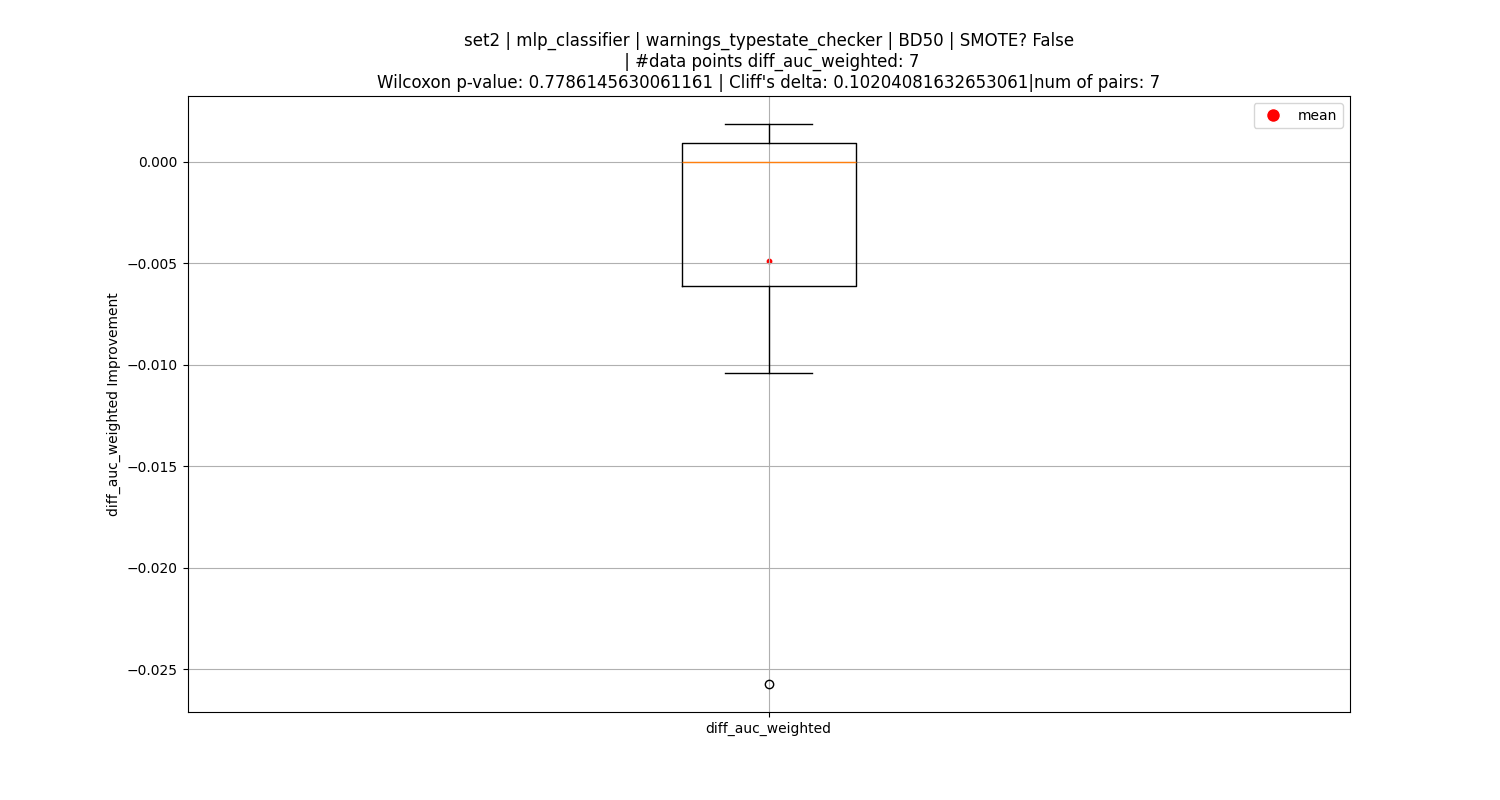 set2 | mlp_classifier | warnings_typestate_checker | BD50 | SMOTE? False
| #data points diff_auc_weighted: 7
Wilcoxon p-value: 0.7786145630061161 | Cliff's delta: 0.10204081632653061|num of pairs: 7
mean
0.000
−0.005
−0.010
−0.015
−0.020
−0.025
diff_auc_weighted Improvement
diff_auc_weighted